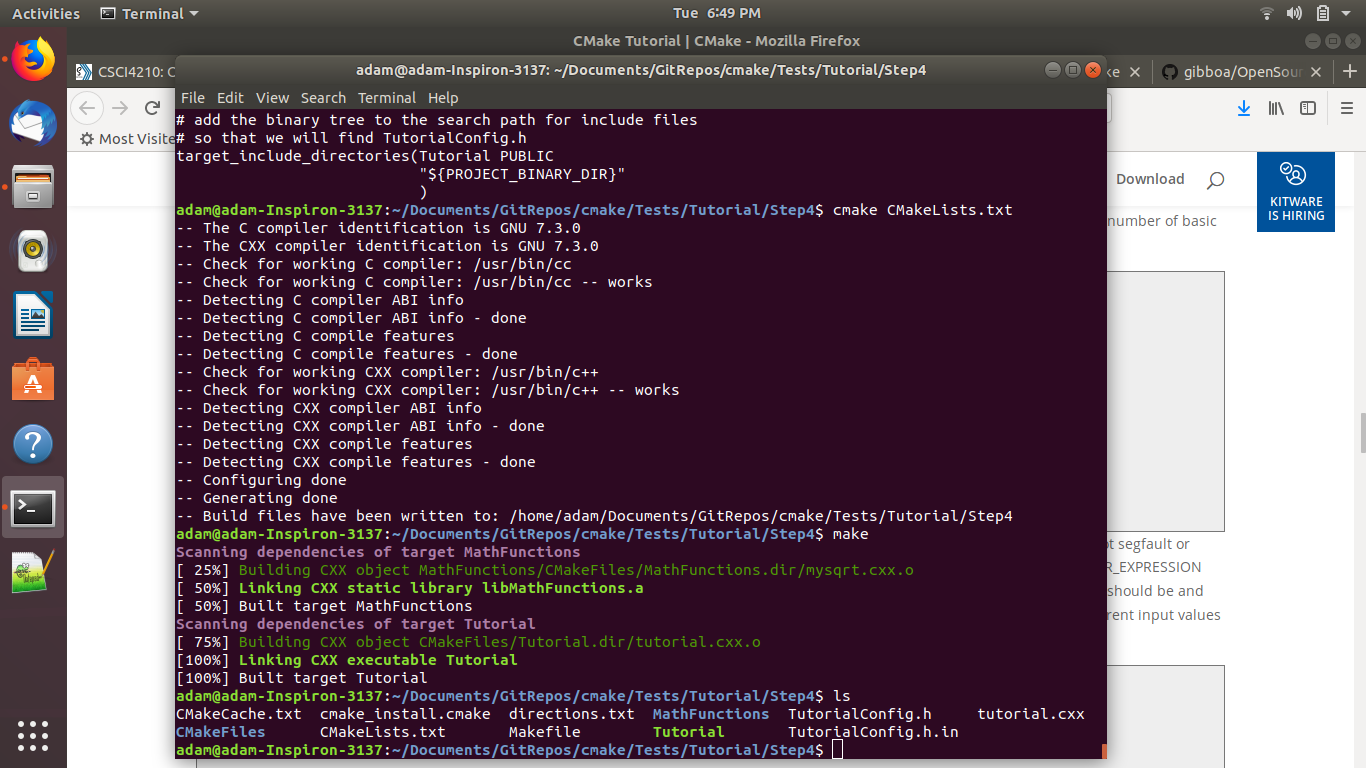 Activities Terminal Tue 6:49 PM
CMake Tutorial | CMake - Mozilla Firefox
CSCI4210: gibboa/OpenSour
adam@adam-Inspiron-3137: ~/Documents/GitRepos/cmake/Tests/Tutorial/Step4
File Edit View Search Terminal Help
Most Visite
# add the binary tree to the search path for include files
# so that we will find TutorialConfig.h
target_include_directories(Tutorial PUBLIC
"${PROJECT_BINARY_DIR}"
)
adam@adam-Inspiron-3137:~/Documents/GitRepos/cmake/Tests/Tutorial/Step4$ cmake CMakeLists.txt
-- The C compiler identification is GNU 7.3.0
-- The CXX compiler identification is GNU 7.3.0
-- Check for working C compiler: /usr/bin/cc
-- Check for working C compiler: /usr/bin/cc -- works
-- Detecting C compiler ABI info
-- Detecting C compiler ABI info - done
-- Detecting C compile features
-- Detecting C compile features - done
-- Check for working CXX compiler: /usr/bin/c++
-- Check for working CXX compiler: /usr/bin/c++ -- works
-- Detecting CXX compiler ABI info
-- Detecting CXX compiler ABI info - done
-- Detecting CXX compile features
-- Detecting CXX compile features - done
-- Configuring done
-- Generating done
-- Build files have been written to: /home/adam/Documents/GitRepos/cmake/Tests/Tutorial/Step4
adam@adam-Inspiron-3137:~/Documents/GitRepos/cmake/Tests/Tutorial/Step4$ make
Scanning dependencies of target MathFunctions
[ 25%] Building CXX object MathFunctions/CMakeFiles/MathFunctions.dir/mysqrt.cxx.o
[ 50%] Linking CXX static library libMathFunctions.a
[ 50%] Built target MathFunctions
Scanning dependencies of target Tutorial
[ 75%] Building CXX object CMakeFiles/Tutorial.dir/tutorial.cxx.o
[100%] Linking CXX executable Tutorial
[100%] Built target Tutorial
adam@adam-Inspiron-3137:~/Documents/GitRepos/cmake/Tests/Tutorial/Step4$ ls
CMakeCache.txt cmake_install.cmake directions.txt MathFunctions TutorialConfig.h tutorial.cxx
CMakeFiles CMakeLists.txt Makefile Tutorial TutorialConfig.h.in
adam@adam-Inspiron-3137:~/Documents/GitRepos/cmake/Tests/Tutorial/Step4$
Download
KITWARE
IS HIRING
number of basic
segfault or
R_EXPRESSION
should be and
rent input values